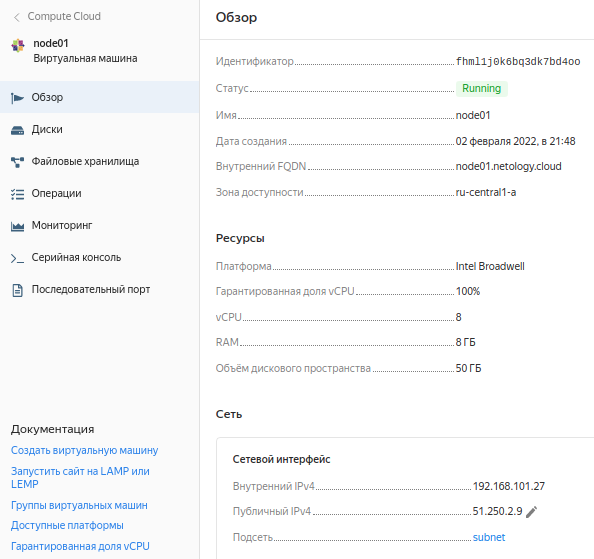 Compute Cloud
node01
Виртуальная машина
Обзор
Диски
Файловые хранилища
Операции
Мониторинг
Серийная консоль
Последовательный порт
Документация
Создать виртуальную машину
Запустить сайт на LAMP или
LEMP
Группы виртуальных машин
Доступные платформы
Гарантированная доля vCPU
Обзор
Идентификатор fhml1j0k6bq3dk7bd4oo
Статус Running
Имя node01
Дата создания 02 февраля 2022, в 21:48
Внутренний FQDN node01.netology.cloud
Зона доступности ru-central1-a
Ресурсы
Платформа Intel Broadwell
Гарантированная доля vCPU 100%
vCPU 8
RAM 8 ГБ
Объём дискового пространства 50 ГБ
Сеть
Сетевой интерфейс
Внутренний IPv4 192.168.101.27
Публичный IPv4 51.250.2.9
Подсеть subnet